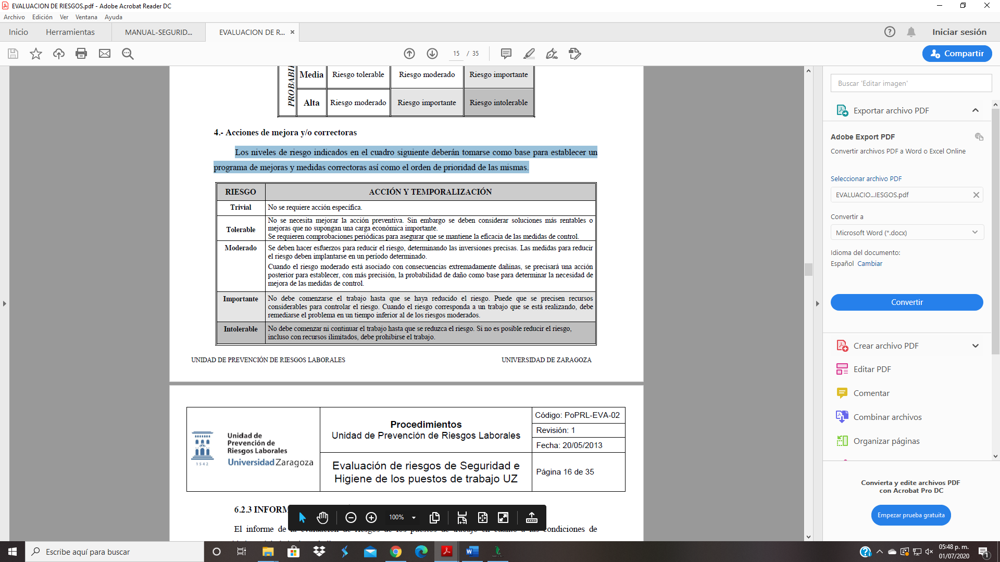 EVALUACION DE RIESGOS.pdf - Adobe Acrobat Reader DC
Archivo Edición Ver Ventana Ayuda
Inicio Herramientas MANUAL-SEGURID... EVALUACION DE R... Iniciar sesión
15 / 35 Compartir
Media Riesgo tolerable Riesgo moderado Riesgo importante
Alta Riesgo moderado Riesgo importante Riesgo intolerable
4.- Acciones de mejora y/o correctoras
Los niveles de riesgo indicados en el cuadro siguiente deberán tomarse como base para establecer un
programa de mejoras y medidas correctoras así como el orden de prioridad de las mismas.
RIESGO ACCIÓN Y TEMPORALIZACIÓN
Trivial No se requiere acción específica.
Tolerable
No se necesita mejorar la acción preventiva. Sin embargo se deben considerar soluciones más rentables o
mejoras que no supongan una carga económica importante.
Se requieren comprobaciones periódicas para asegurar que se mantiene la eficacia de las medidas de control.
Moderado
Se deben hacer esfuerzos para reducir el riesgo, determinando las inversiones precisas. Las medidas para reducir
el riesgo deben implantarse en un período determinado.
Cuando el riesgo moderado está asociado con consecuencias extremadamente dañinas, se precisará una acción
posterior para establecer, con más precisión, la probabilidad de daño como base para determinar la necesidad de
mejora de las medidas de control.
Importante
No debe comenzarse el trabajo hasta que se haya reducido el riesgo. Puede que se precisen recursos
considerables para controlar el riesgo. Cuando el riesgo corresponda a un trabajo que se está realizando, debe
remediarse el problema en un tiempo inferior al de los riesgos moderados.
Intolerable
No debe comenzar ni continuar el trabajo hasta que se reduzca el riesgo. Si no es posible reducir el riesgo,
incluso con recursos ilimitados, debe prohibirse el trabajo.
UNIDAD DE PREVENCIÓN DE RIESGOS LABORALES UNIVERSIDAD DE ZARAGOZA
1542
Unidad de
Prevención de
Riesgos Laborales
Universidad Zaragoza
Procedimientos
Unidad de Prevención de Riesgos Laborales
Evaluación de riesgos de Seguridad e
Higiene de los puestos de trabajo UZ
Código: PoPRL-EVA-02
Revisión: 1
Fecha: 20/05/2013
Página 16 de 35
6.2.3 INFORM
El informe de la evaluación de riesgos de los puestos de trabajo en cuanto a las condiciones de
100%
Buscar 'Editar imagen'
Exportar archivo PDF
Adobe Export PDF
Convertir archivos PDF a Word o Excel Online
Seleccionar archivo PDF
EVALUACIO...IESGOS.pdf
Convertir a
Microsoft Word (*.docx)
Idioma del documento:
Español Cambiar
Convertir
Crear archivo PDF
Editar PDF
Comentar
Combinar archivos
Organizar páginas
Convierta y edite archivos PDF
con Acrobat Pro DC
Empezar prueba gratuita
Escribe aquí para buscar
05:48 p. m.
01/07/2020
1